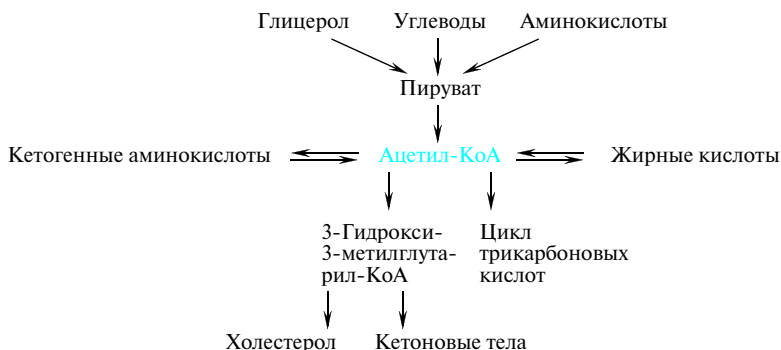 Глицерол Углеводы Аминокислоты
Пируват
Кетогенные аминокислоты Ацетил-КоА Жирные кислоты
3-Гидрокси-
3-метилглута-
рил-КоА
Цикл
трикарбоновых
кислот
Холестерол Кетоновые тела